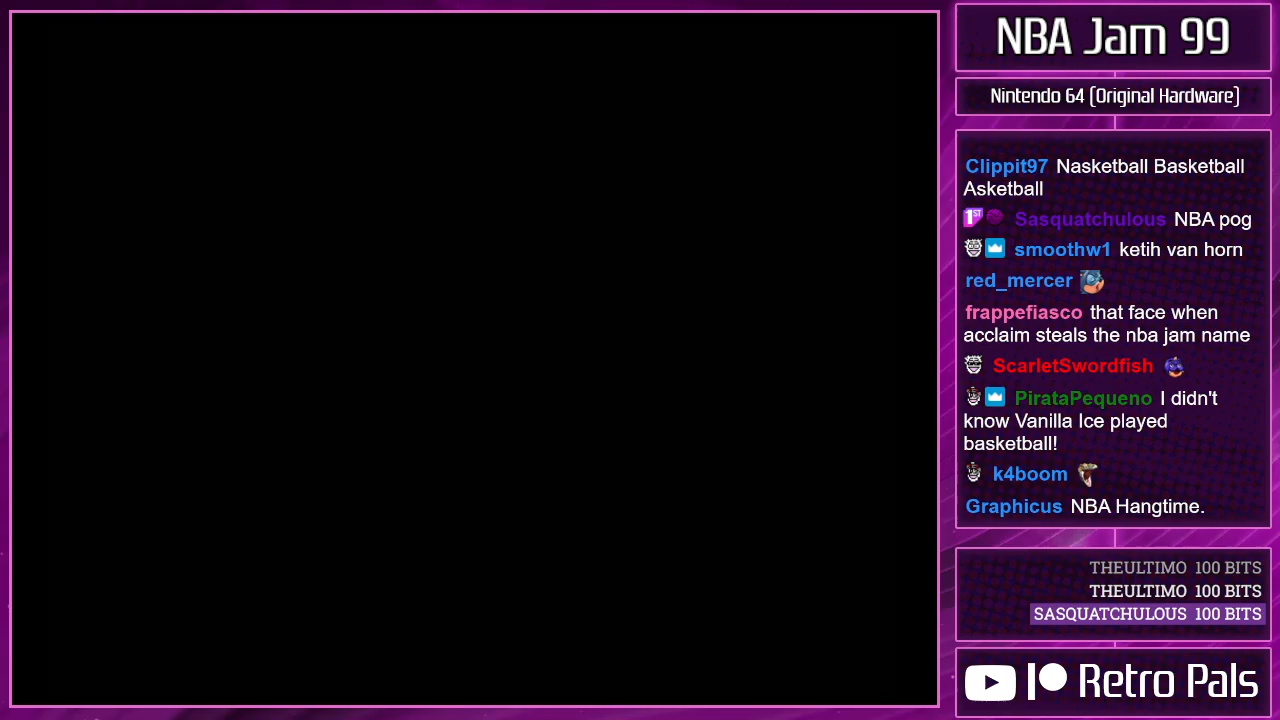 NBA Jam 99
Nintendo 64 (Original Hardware)
Clippit97 Nasketball Basketball
Asketball
1ST Sasquatchulous NBA pog
smoothw1 ketih van horn
red_mercer
frappefiasco that face when
acclaim steals the nba jam name
ScarletSwordfish
PirataPequeno I didn't
know Vanilla Ice played
basketball!
k4boom
Graphicus NBA Hangtime.
THEULTIMO 100 BITS
THEULTIMO 100 BITS
SASQUATCHULOUS 100 BITS
Retro Pals